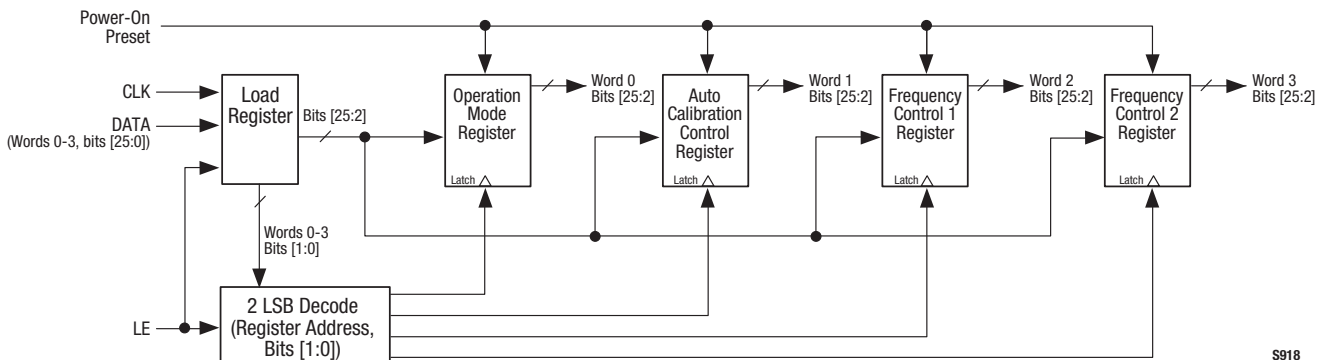 Power-On
Preset
CLK
DATA
(Words 0-3, bits [25:0])
Load
Register
Bits [25:2]
Operation
Mode
Register
Latch
Word 0
Bits [25:2]
Auto
Calibration
Control
Register
Latch
Word 1
Bits [25:2]
Frequency
Control 1
Register
Latch
Word 2
Bits [25:2]
Frequency
Control 2
Register
Latch
Word 3
Bits [25:2]
Words 0-3
Bits [1:0]
LE
2 LSB Decode
(Register Address,
Bits [1:0])
S918